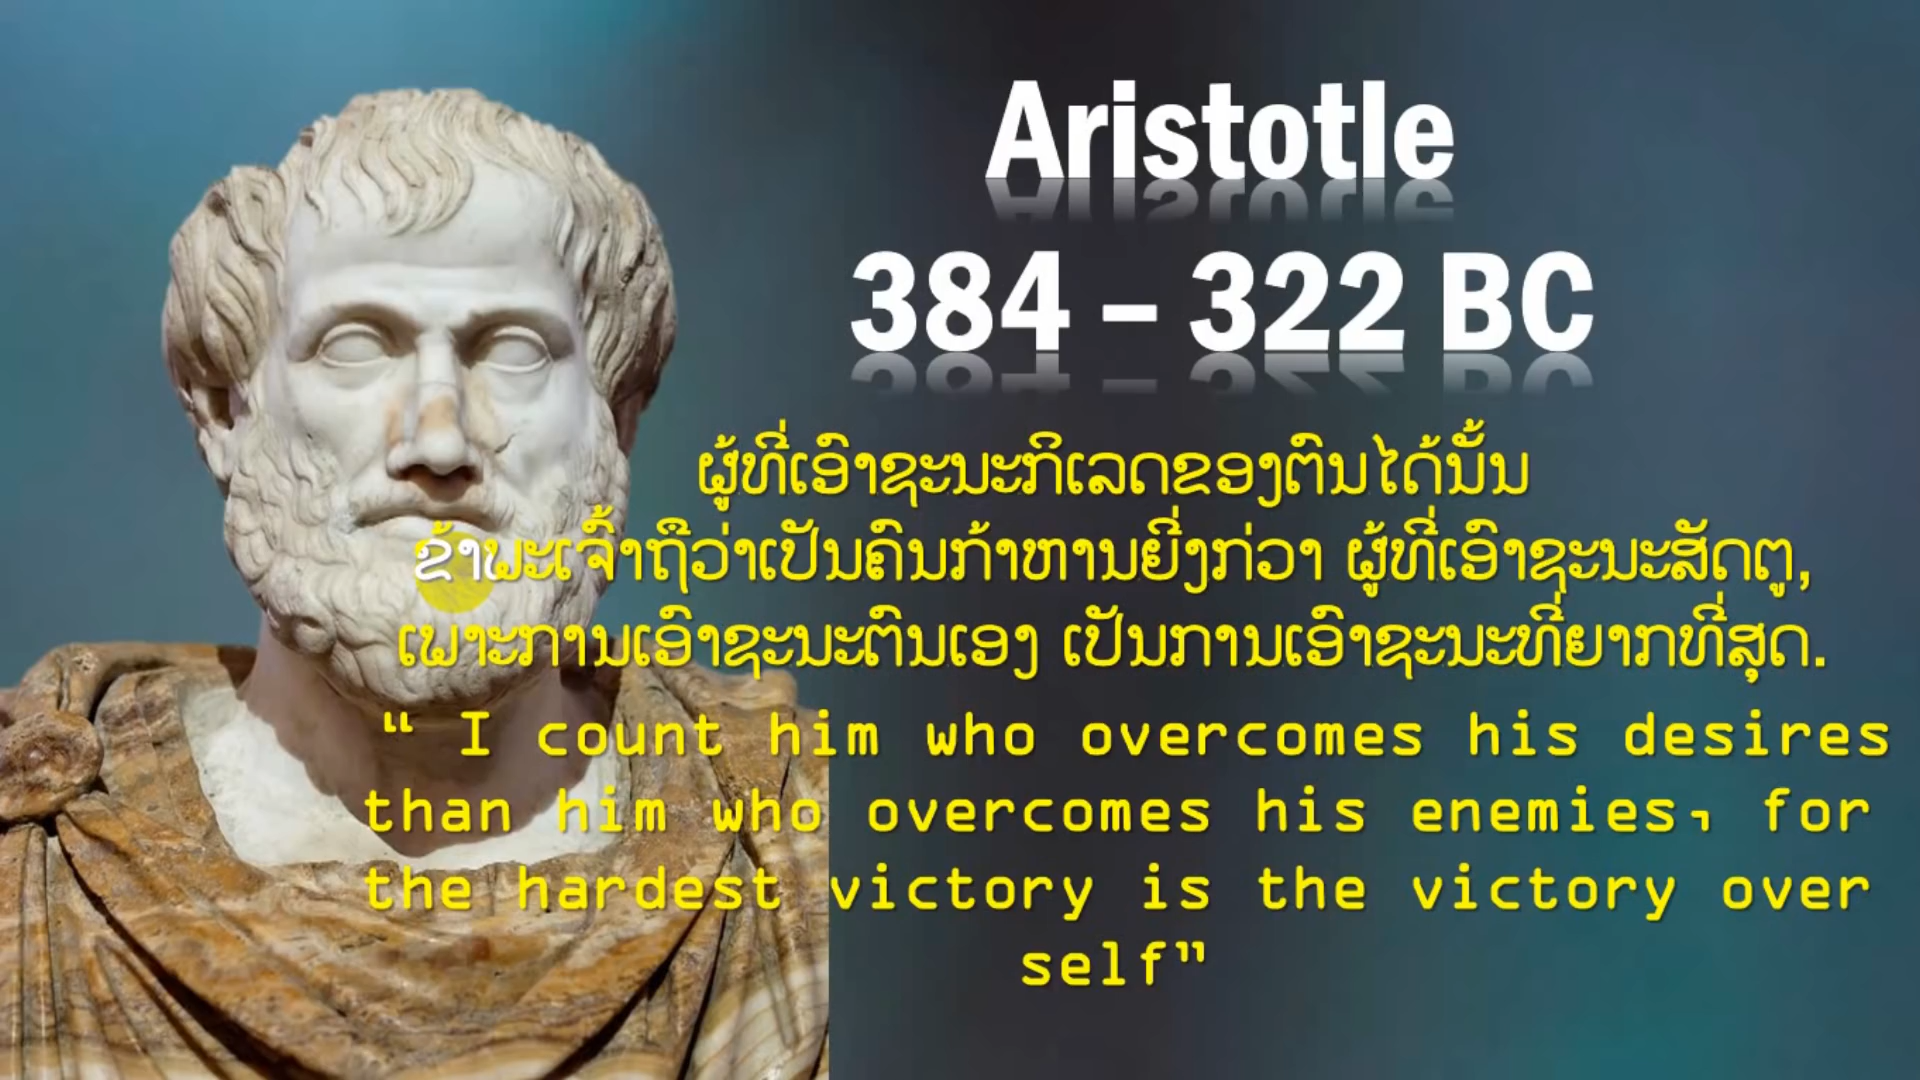 Aristotle
384 – 322 BC
ຜູ້ທີ່ເອົາຊະນະກິເລດຂອງຕົນໄດ້ນັ້ນ
ຂ້າພະເຈົ້າຖືວ່າເປັນຄົນກ້າຫານຍິ່ງກ່ວາ ຜູ້ທີ່ເອົາຊະນະສັດຕູ,
ເພາະການເອົາຊະນະຕົນເອງ ເປັນການເອົາຊະນະທີ່ຍາກທີ່ສຸດ.
“ I count him who overcomes his desires
than him who overcomes his enemies, for
the hardest victory is the victory over
self”